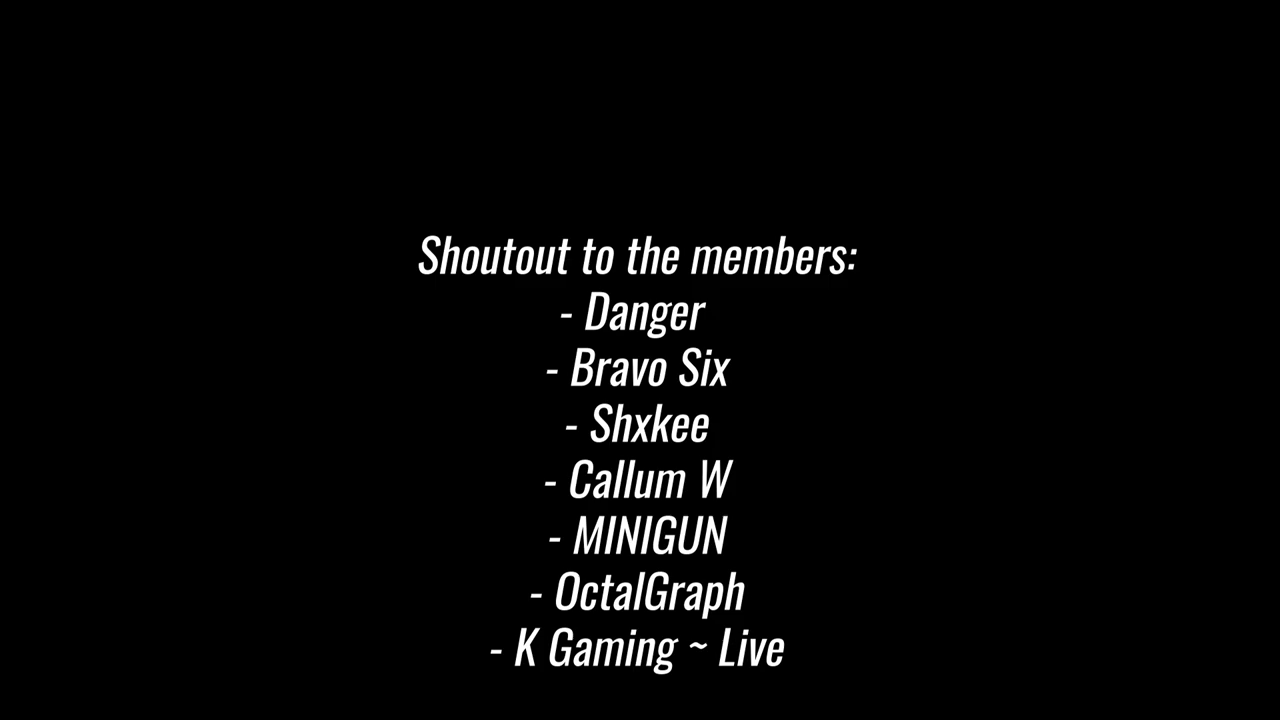 Shoutout to the members:
- Danger
- Bravo Six
- Shxkee
- Callum W
- MINIGUN
- OctalGraph
- K Gaming ~ Live